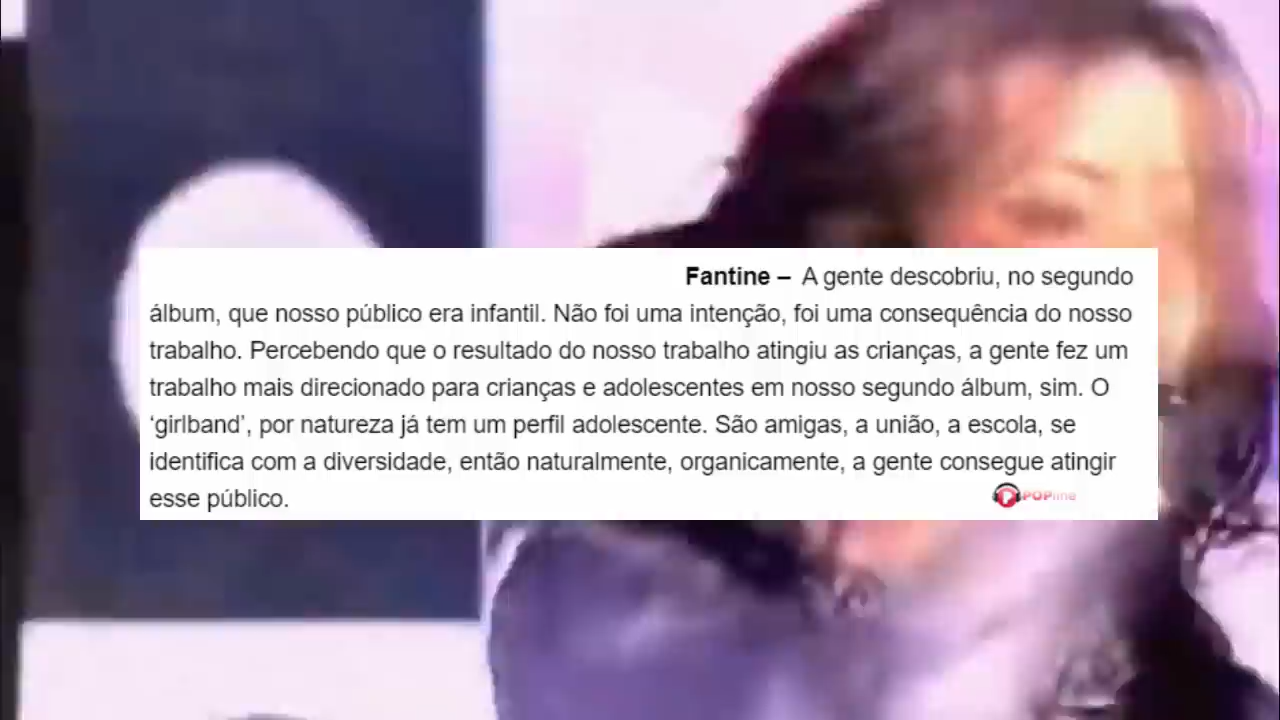 Fantine – A gente descobriu, no segundo
álbum, que nosso público era infantil. Não foi uma intenção, foi uma consequência do nosso
trabalho. Percebendo que o resultado do nosso trabalho atingiu as crianças, a gente fez um
trabalho mais direcionado para crianças e adolescentes em nosso segundo álbum, sim. O
‘girlband’, por natureza já tem um perfil adolescente. São amigas, a união, a escola, se
identifica com a diversidade, então naturalmente, organicamente, a gente consegue atingir
esse público.
POPline